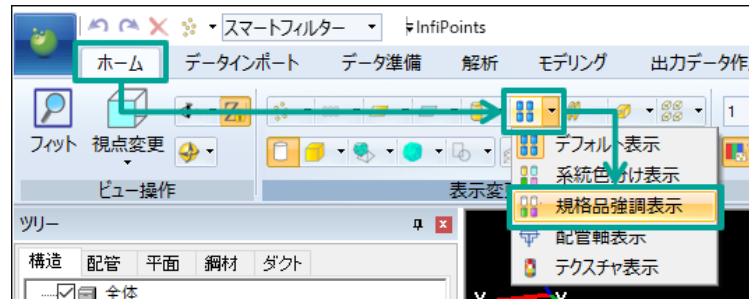 スマートフィルター InfiPoints
ホーム データインポート データ準備 解析 モデリング 出力データ作
フィット 視点変更 1
ビュー操作 表示変
デフォルト表示
系統色分け表示
規格品強調表示
配管軸表示
テクスチャ表示
ツリー
構造 配管 平面 鋼材 ダクト
全体